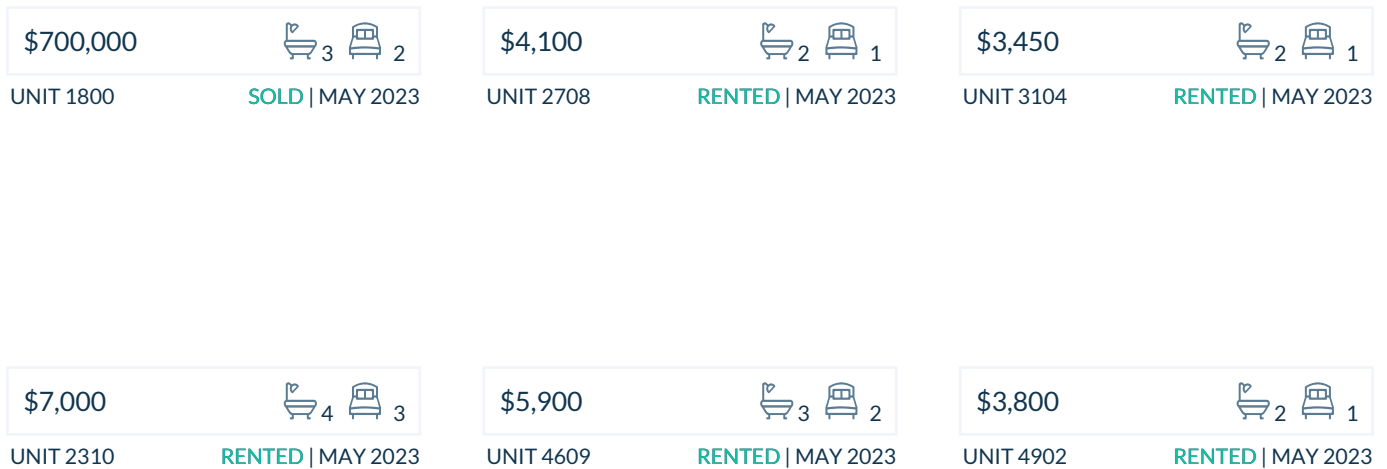 $700,000 3 2
UNIT 1800 SOLD | MAY 2023
$4,100 2 1
UNIT 2708 RENTED | MAY 2023
$3,450 2 1
UNIT 3104 RENTED | MAY 2023
$7,000 4 3
UNIT 2310 RENTED | MAY 2023
$5,900 3 2
UNIT 4609 RENTED | MAY 2023
$3,800 2 1
UNIT 4902 RENTED | MAY 2023